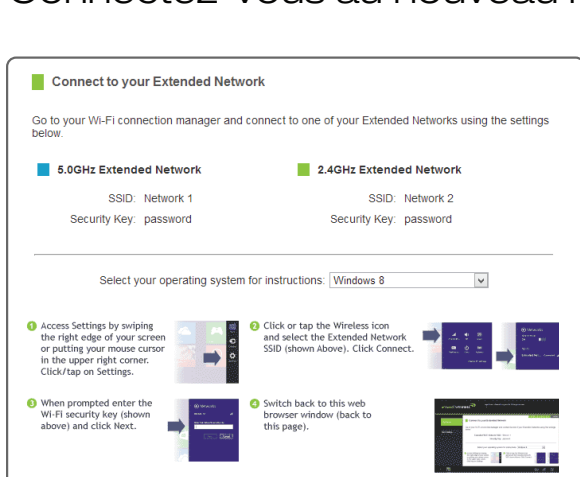 Connect to your Extended Network
Go to your Wi-Fi connection manager and connect to one of your Extended Networks using the settings
below.
5.0GHz Extended Network
SSID: Network 1
Security Key: password
2.4GHz Extended Network
SSID: Network 2
Security Key: password
Select your operating system for instructions: Windows 8
1 Access Settings by swiping
the right edge of your screen
or putting your mouse cursor
in the upper right corner.
Click/tap on Settings.
2 Click or tap the Wireless icon
and select the Extended Network
SSID (shown Above). Click Connect.
3 When prompted enter the
Wi-Fi security key (shown
above) and click Next.
4 Switch back to this web
browser window (back to
this page).